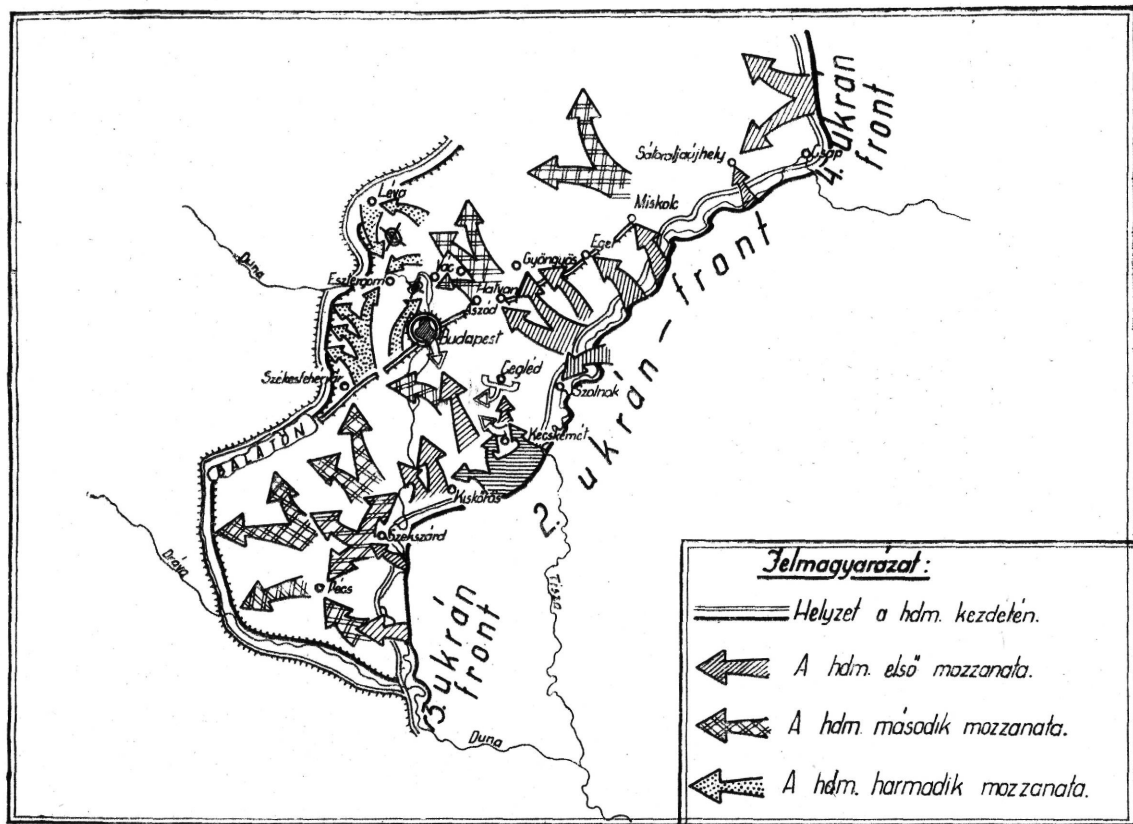 4. ukrán
front
Csap
Sátoraljaújhely
Miskolc
Léva
Eger
Gyöngyös
Vác
Duna
Esztergom
Hatvan
Aszód
Budapest
2. ukrán-front
Cegléd
Székesfehérvár
Szolnok
Kecskemét
BALATON
Kiskőrös
Szekszárd
Dráva
Pécs
Tisza
3. ukrán
front
Duna
Jelmagyarázat:
Helyzet a hdm. kezdetén.
A hdm. első mozzanata.
A hdm. második mozzanata.
A hdm. harmadik mozzanata.